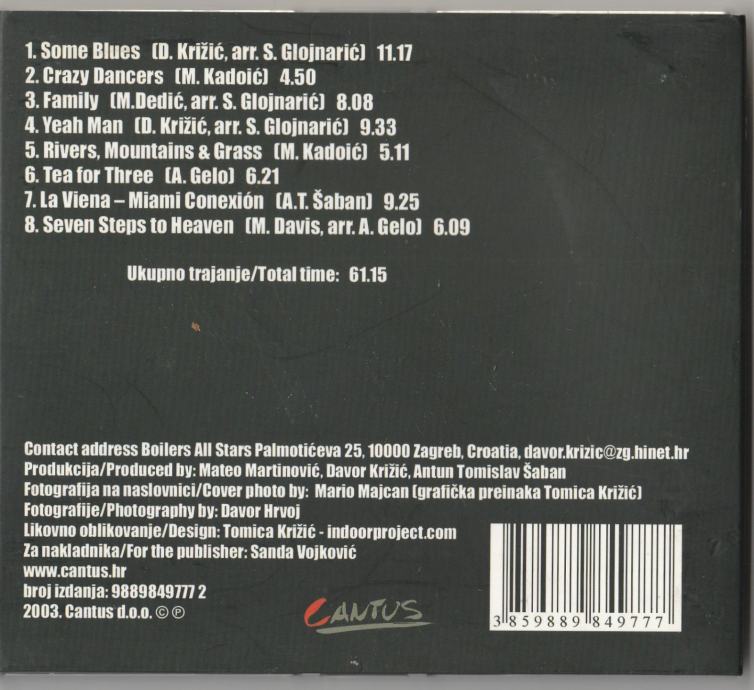 1. Some Blues (D. Križić, arr. S. Glojnarić) 11.17
2. Crazy Dancers (M. Kadoić) 4.50
3. Family (M.Dedić, arr. S. Glojnarić) 8.08
4. Yeah Man (D. Križić, arr. S. Glojnarić) 9.33
5. Rivers, Mountains & Grass (M. Kadoić) 5.11
6. Tea for Three (A. Gelo) 6.21
7. La Viena – Miami Conexión (A.T. Šaban) 9.25
8. Seven Steps to Heaven (M. Davis, arr. A. Gelo) 6.09
Ukupno trajanje/Total time: 61.15
Contact address Boilers All Stars Palmotićeva 25, 10000 Zagreb, Croatia, davor.krizic@zg.hinet.hr
Produkcija/Produced by: Mateo Martinović, Davor Križić, Antun Tomislav Šaban
Fotografija na naslovnici/Cover photo by: Mario Majcan (grafička preinaka Tomica Križić)
Fotografije/Photography by: Davor Hrvoj
Likovno oblikovanje/Design: Tomica Križić - indoorproject.com
Za nakladnika/For the publisher: Sanda Vojković
www.cantus.hr
broj izdanja: 9889849777 2
2003. Cantus d.o.o. © ℗
CANTUS
3 859889 849777